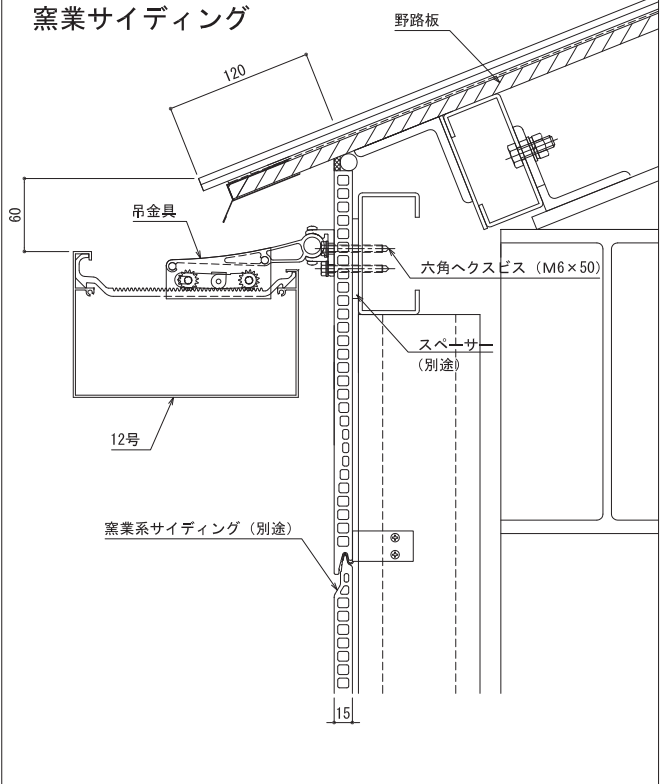 窯業サイディング
野路板
120
60
吊金具
六角ヘクスビス（M6×50）
スペーサー
（別途）
12号
窯業系サイディング（別途）
15